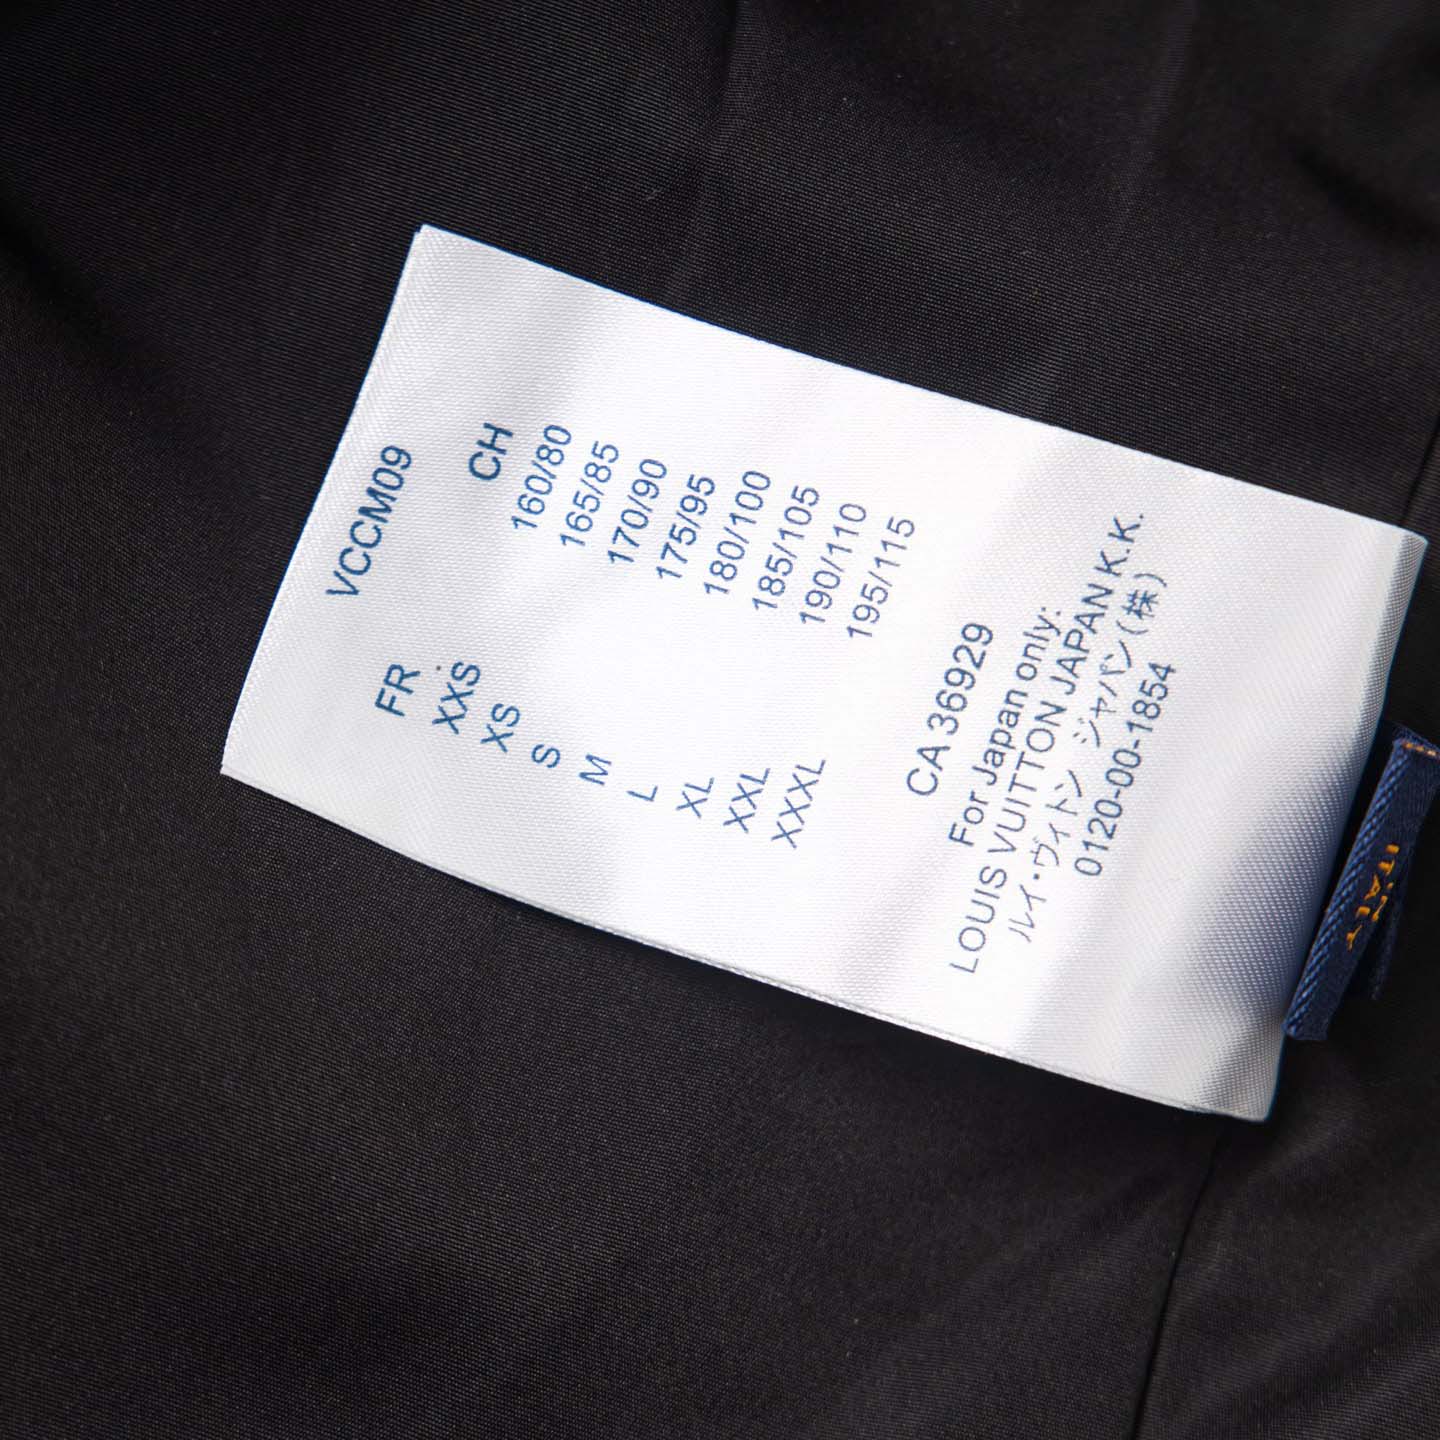 VCCM09
FR CH
XXS 160/80
XS 165/85
S 170/90
M 175/95
L 180/100
XL 185/105
XXL 190/110
XXXL 195/115
CA 36929
For Japan only:
LOUIS VUITTON JAPAN K.K.
ルイ・ヴィトン ジャパン(株)
0120-00-1854
IN
ITALY